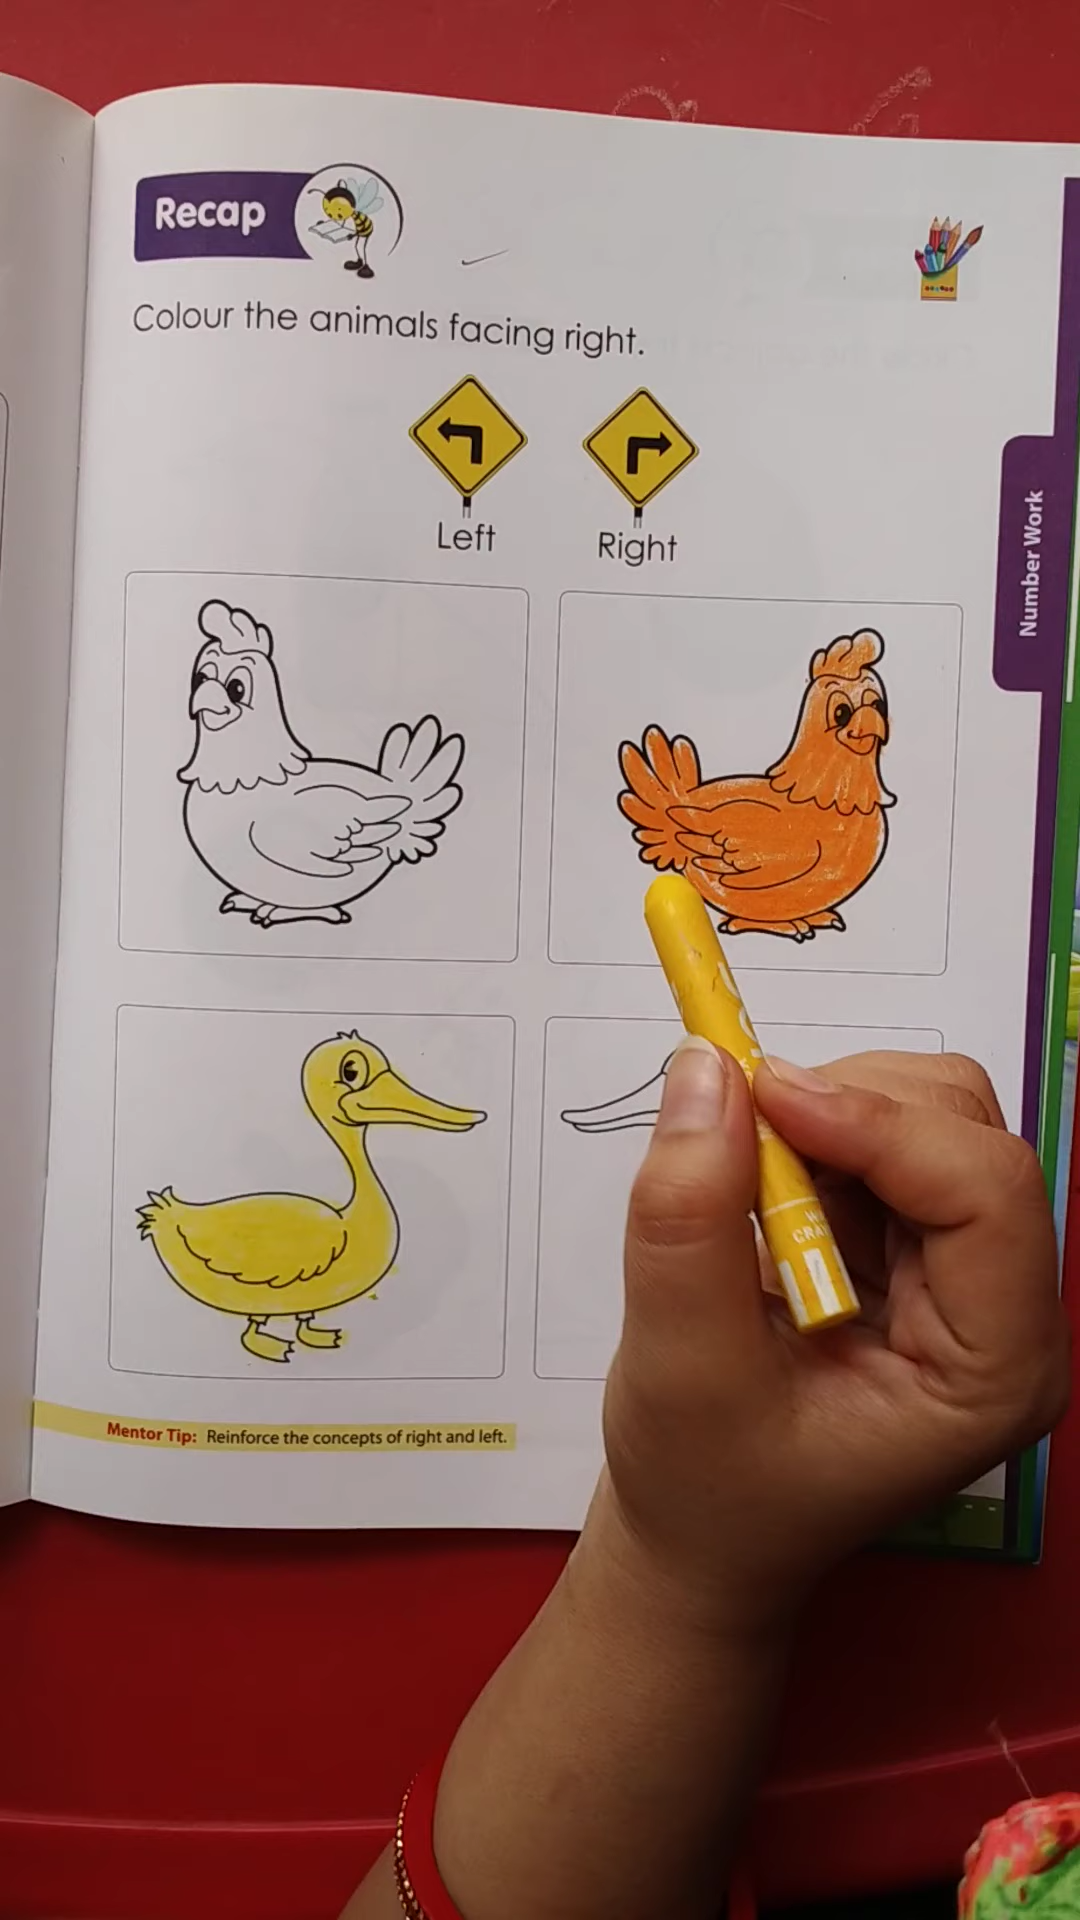 Recap
Colour the animals facing right.
Left
Right
Number Work
Mentor Tip: Reinforce the concepts of right and left.